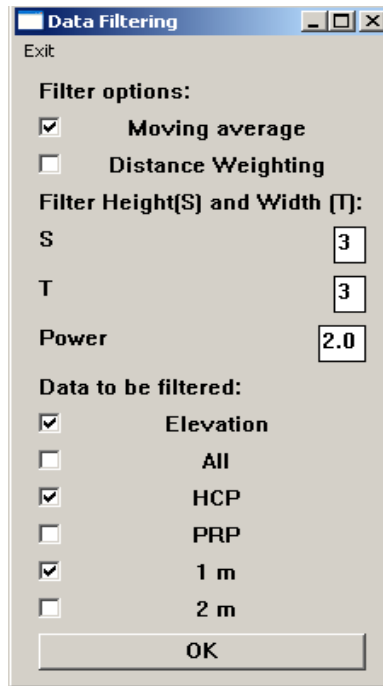 Data Filtering
Exit
Filter options:
Moving average
Distance Weighting
Filter Height(S) and Width (T):
S 3
T 3
Power 2.0
Data to be filtered:
Elevation
All
HCP
PRP
1 m
2 m
OK